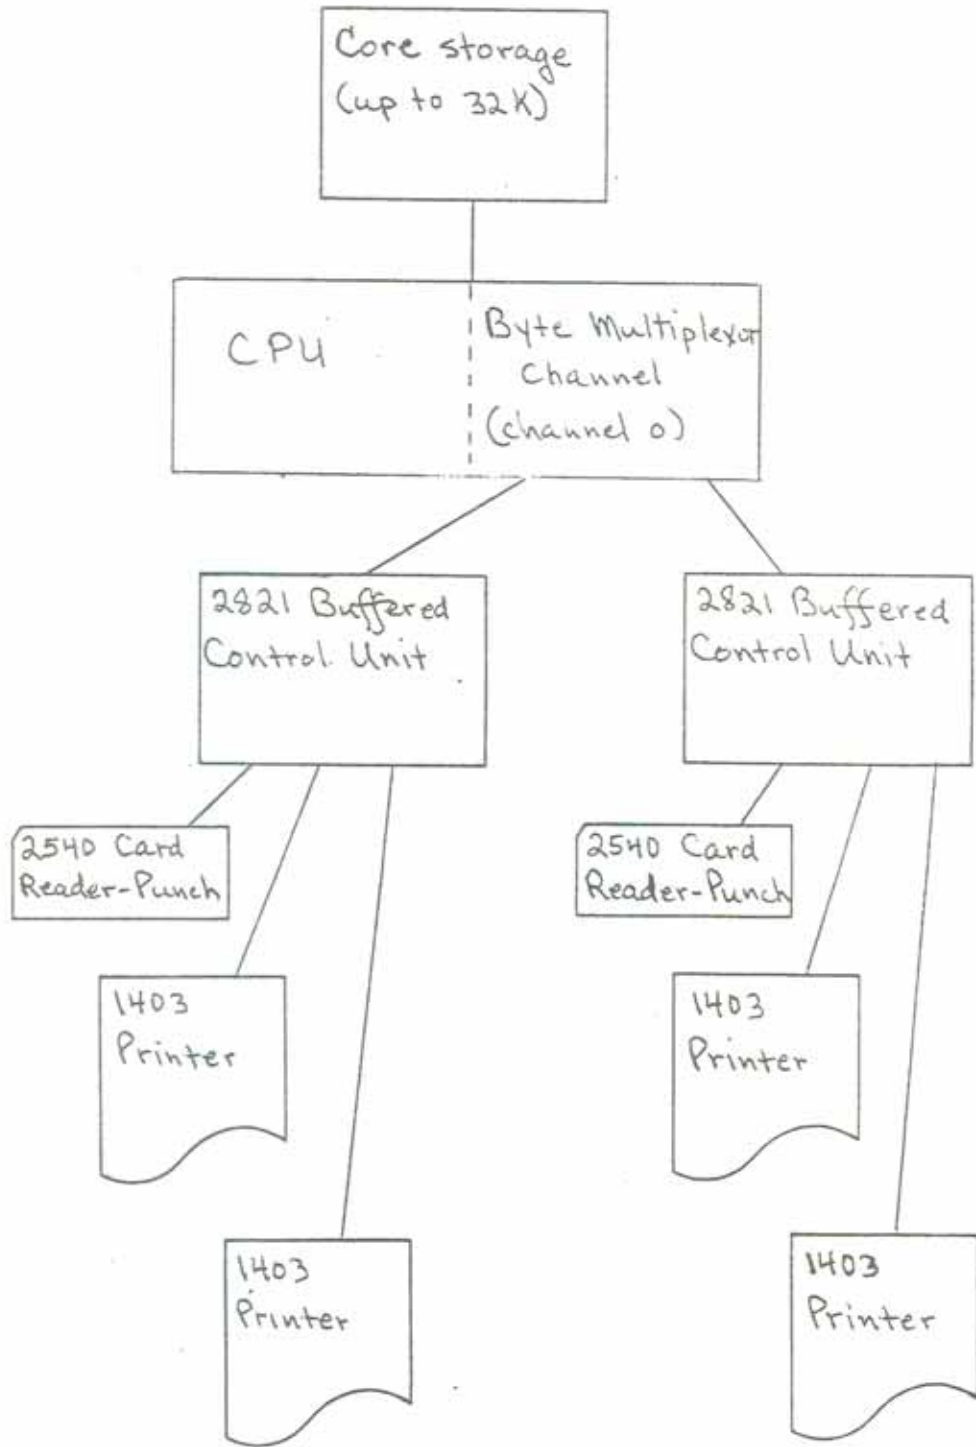 Core storage
(up to 32K)
CPU
Byte Multiplexor
Channel
(channel 0)
2821 Buffered
Control Unit
2821 Buffered
Control Unit
2540 Card
Reader-Punch
2540 Card
Reader-Punch
1403
Printer
1403
Printer
1403
Printer
1403
Printer